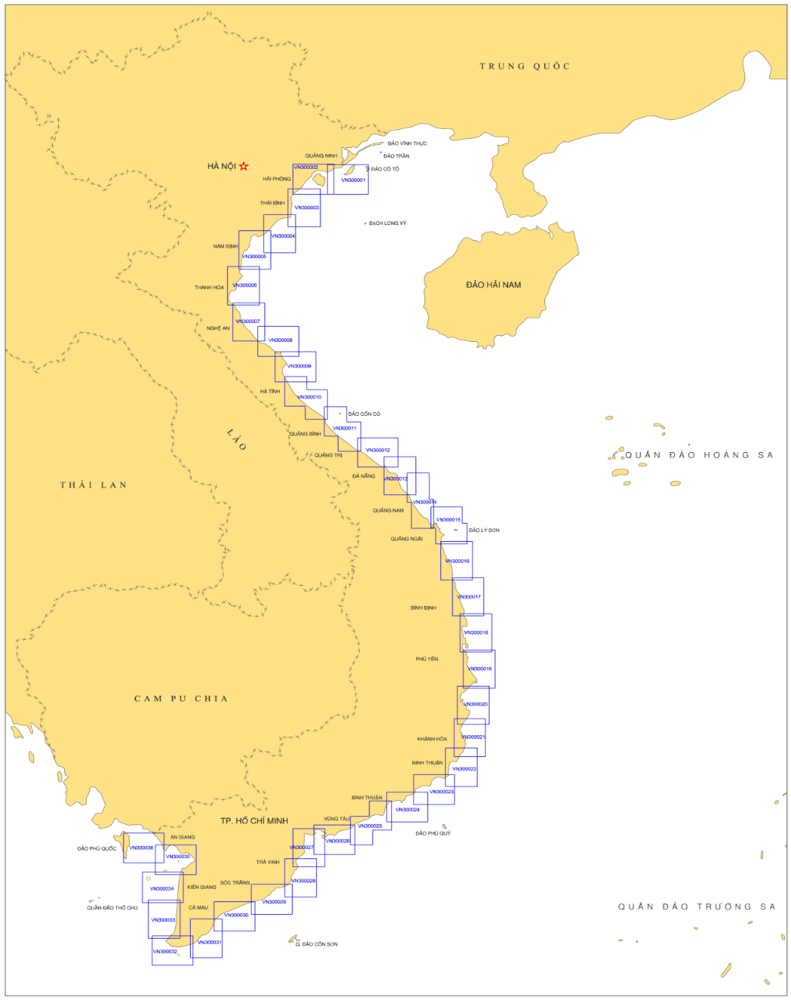 TRUNG QUỐC
ĐẢO VĨNH THỰC
QUẢNG NINH
ĐẢO TRẦN
HÀ NỘI
VN300002
ĐẢO CÔ TÔ
HẢI PHÒNG
VN300001
THÁI BÌNH
VN300003
BẠCH LONG VỸ
VN300004
NAM ĐỊNH
VN300005
THANH HÓA
VN300006
ĐẢO HẢI NAM
NGHỆ AN
VN300007
VN300008
VN300009
HÀ TĨNH
VN300010
ĐẢO CỒN CỎ
LÀO
QUẢNG BÌNH
VN300011
QUẢNG TRỊ
VN300012
QUẦN ĐẢO HOÀNG SA
THÁI LAN
ĐÀ NẴNG
VN300013
VN300014
QUẢNG NAM
VN300015
ĐẢO LÝ SƠN
QUẢNG NGÃI
VN300016
VN300017
BÌNH ĐỊNH
VN300018
PHÚ YÊN
VN300019
CAM PU CHIA
VN300020
KHÁNH HÒA
VN300021
NINH THUẬN
VN300022
VN300023
BÌNH THUẬN
VN300024
TP. HỒ CHÍ MINH
VŨNG TÀU
VN300025
ĐẢO PHÚ QUÝ
AN GIANG
VN300026
ĐẢO PHÚ QUỐC
VN300036
VN300027
VN300035
TRÀ VINH
VN300028
SÓC TRĂNG
KIÊN GIANG
VN300034
VN300029
QUẦN ĐẢO THỔ CHU
CÀ MAU
QUẦN ĐẢO TRƯỜNG SA
VN300030
VN300033
VN300031
Q. ĐẢO CÔN SƠN
VN300032